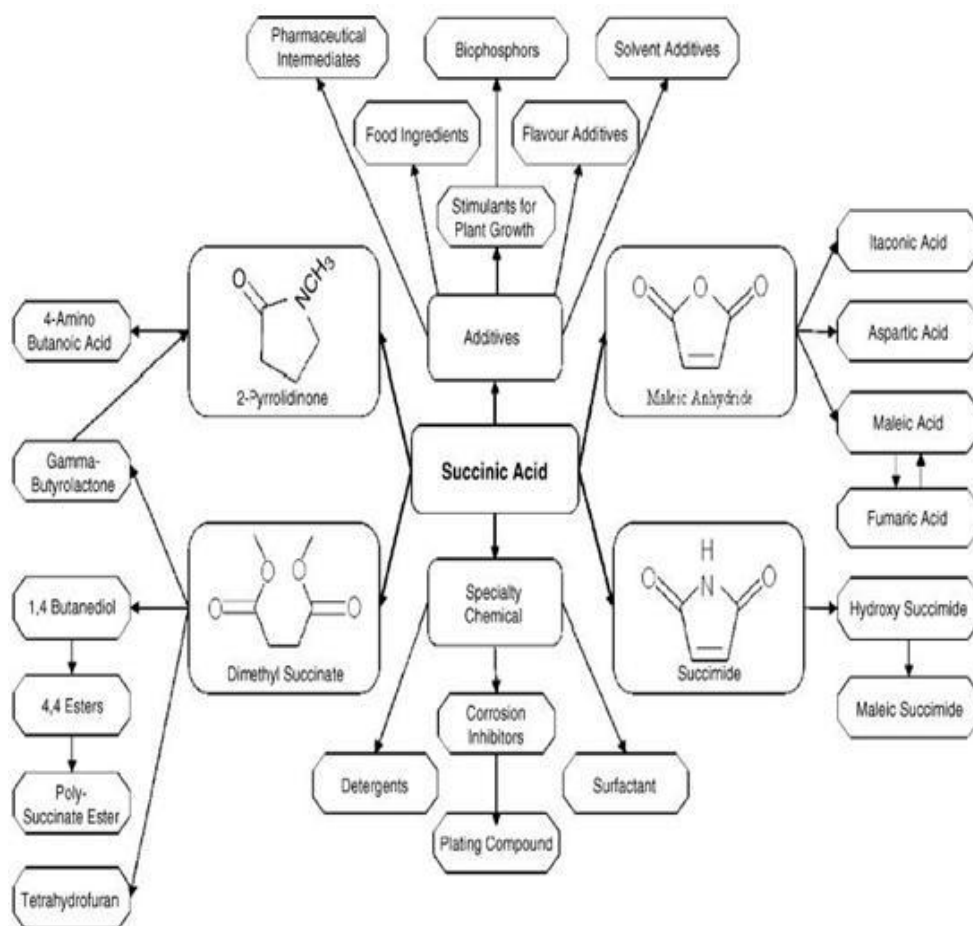 Pharmaceutical
Intermediates
Biophosphors
Solvent Additives
Food Ingredients
Flavour Additives
Stimulants for
Plant Growth
Itaconic Acid
O
NCH3
2-Pyrrolidinone
4-Amino
Butanoic Acid
Additives
O
O
O
Maleic Anhydride
Aspartic Acid
Maleic Acid
Gamma-
Butyrolactone
Succinic Acid
Fumaric Acid
O
O
O
O
Dimethyl Succinate
1,4 Butanediol
Specialty
Chemical
H
N
O
O
Succimide
Hydroxy Succimide
4,4 Esters
Corrosion
Inhibitors
Maleic Succimide
Poly-
Succinate Ester
Detergents
Surfactant
Plating Compound
Tetrahydrofuran